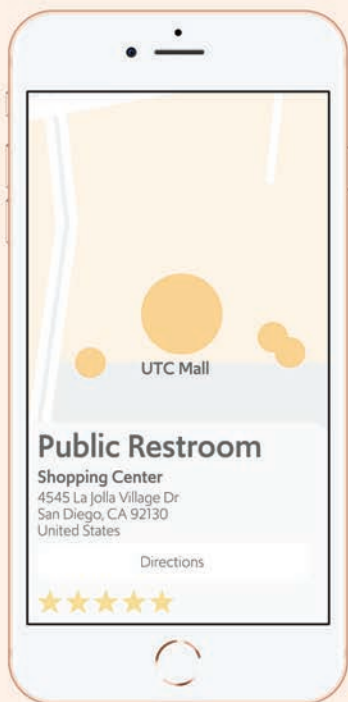 UTC Mall
Public Restroom
Shopping Center
4545 La Jolla Village Dr
San Diego, CA 92130
United States
Directions